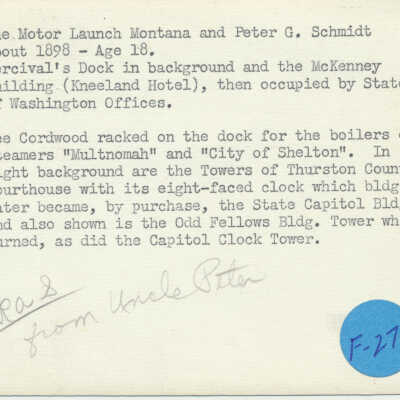 he Motor Launch Montana and Peter G. Schmidt
bout 1898 - Age 18.
ercival's Dock in background and the McKenney
uilding (Kneeland Hotel), then occupied by State
f Washington Offices.
ee Cordwood racked on the dock for the boilers o
teamers "Multnomah" and "City of Shelton". In
ight background are the Towers of Thurston Count
ourthouse with its eight-faced clock which bldg
ater became, by purchase, the State Capitol Bld
nd also shown is the Odd Fellows Bldg. Tower wh
urned, as did the Capitol Clock Tower.
from Uncle Peter
F-27